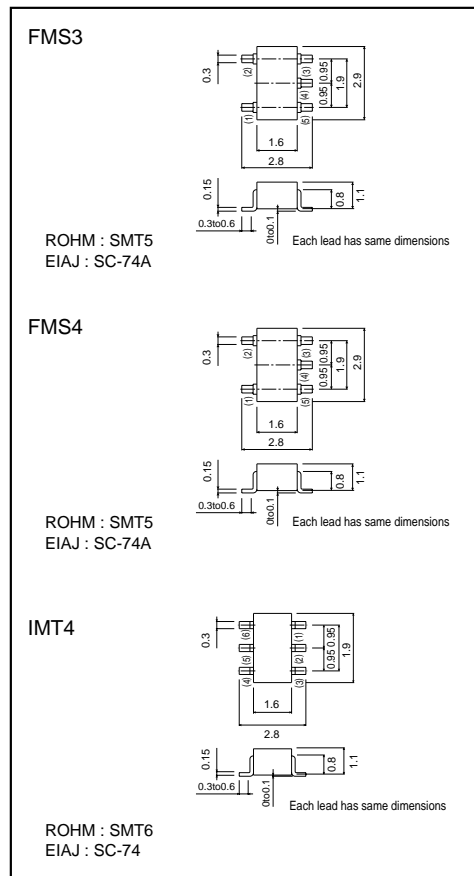 FMS3
0.3
(2)
(3)
(4)
(1)
(5)
0.95
0.95
1.9
2.9
1.6
2.8
0.15
0.3to0.6
0to0.1
0.8
1.1
Each lead has same dimensions
ROHM : SMT5
EIAJ : SC-74A
FMS4
0.3
(2)
(3)
(4)
(1)
(5)
0.95
0.95
1.9
2.9
1.6
2.8
0.15
0.3to0.6
0to0.1
0.8
1.1
Each lead has same dimensions
ROHM : SMT5
EIAJ : SC-74A
IMT4
0.3
(6)
(1)
(5)
(2)
(4)
(3)
0.95
0.95
1.9
1.6
2.8
0.15
0.3to0.6
0to0.1
0.8
1.1
Each lead has same dimensions
ROHM : SMT6
EIAJ : SC-74